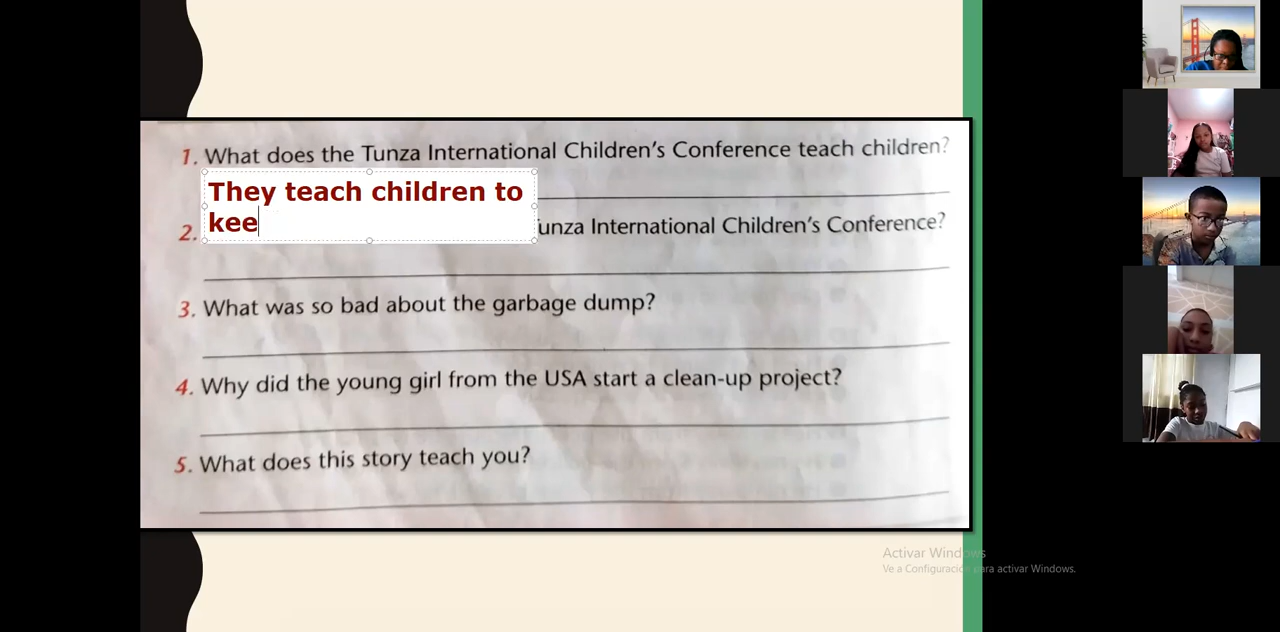 1. What does the Tunza International Children's Conference teach children?
They teach children to
kee
2. unza International Children's Conference?
3. What was so bad about the garbage dump?
4. Why did the young girl from the USA start a clean-up project?
5. What does this story teach you?
Activar Windows
Ve a Configuración para activar Windows.